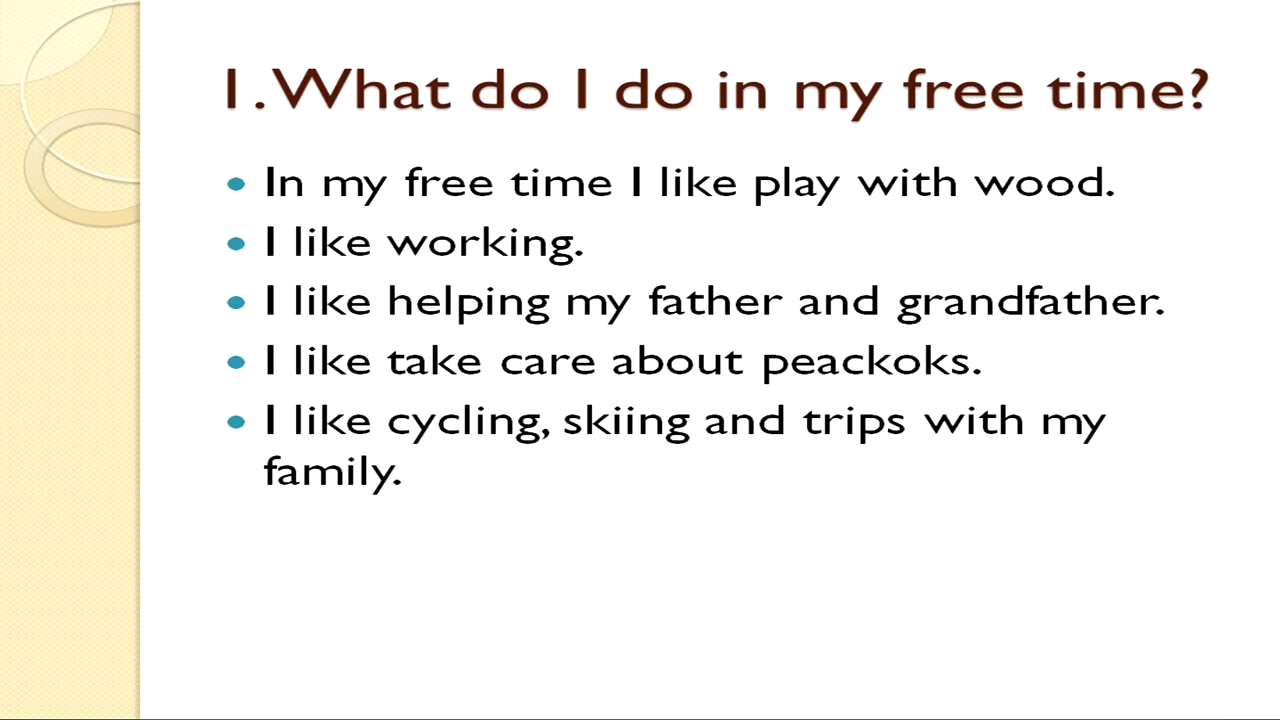 1. What do I do in my free time?
In my free time I like play with wood.
I like working.
I like helping my father and grandfather.
I like take care about peackoks.
I like cycling, skiing and trips with my
family.